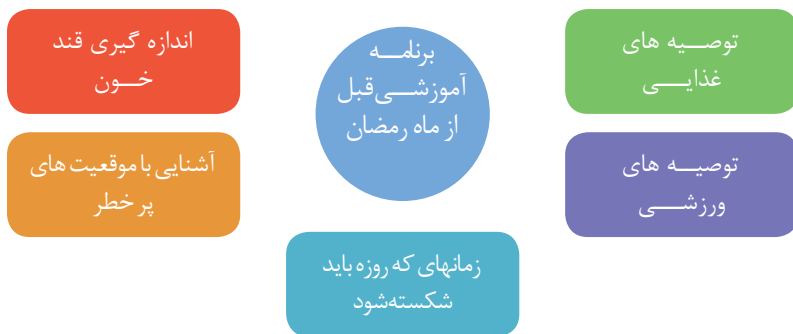 توصیه های
غذایی
برنامه
آموزشی قبل
از ماه رمضان
اندازه گیری قند
خون
توصیه های
ورزشی
آشنایی با موقعیت های
پر خطر
زمانهای که روزه باید
شکسته‌شود